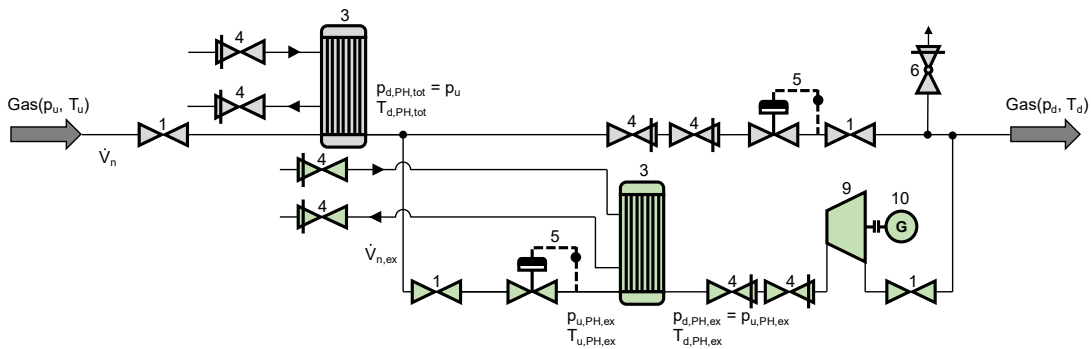 3
4
p_d,PH,tot = p_u
T_d,PH,tot
4
5
6
Gas(p_u, T_u)
Gas(p_d, T_d)
1
4
4
1
V̇_n
4
3
4
9
10
G
V̇_n,ex
5
1
4
4
1
p_u,PH,ex
T_u,PH,ex
p_d,PH,ex = p_u,PH,ex
T_d,PH,ex